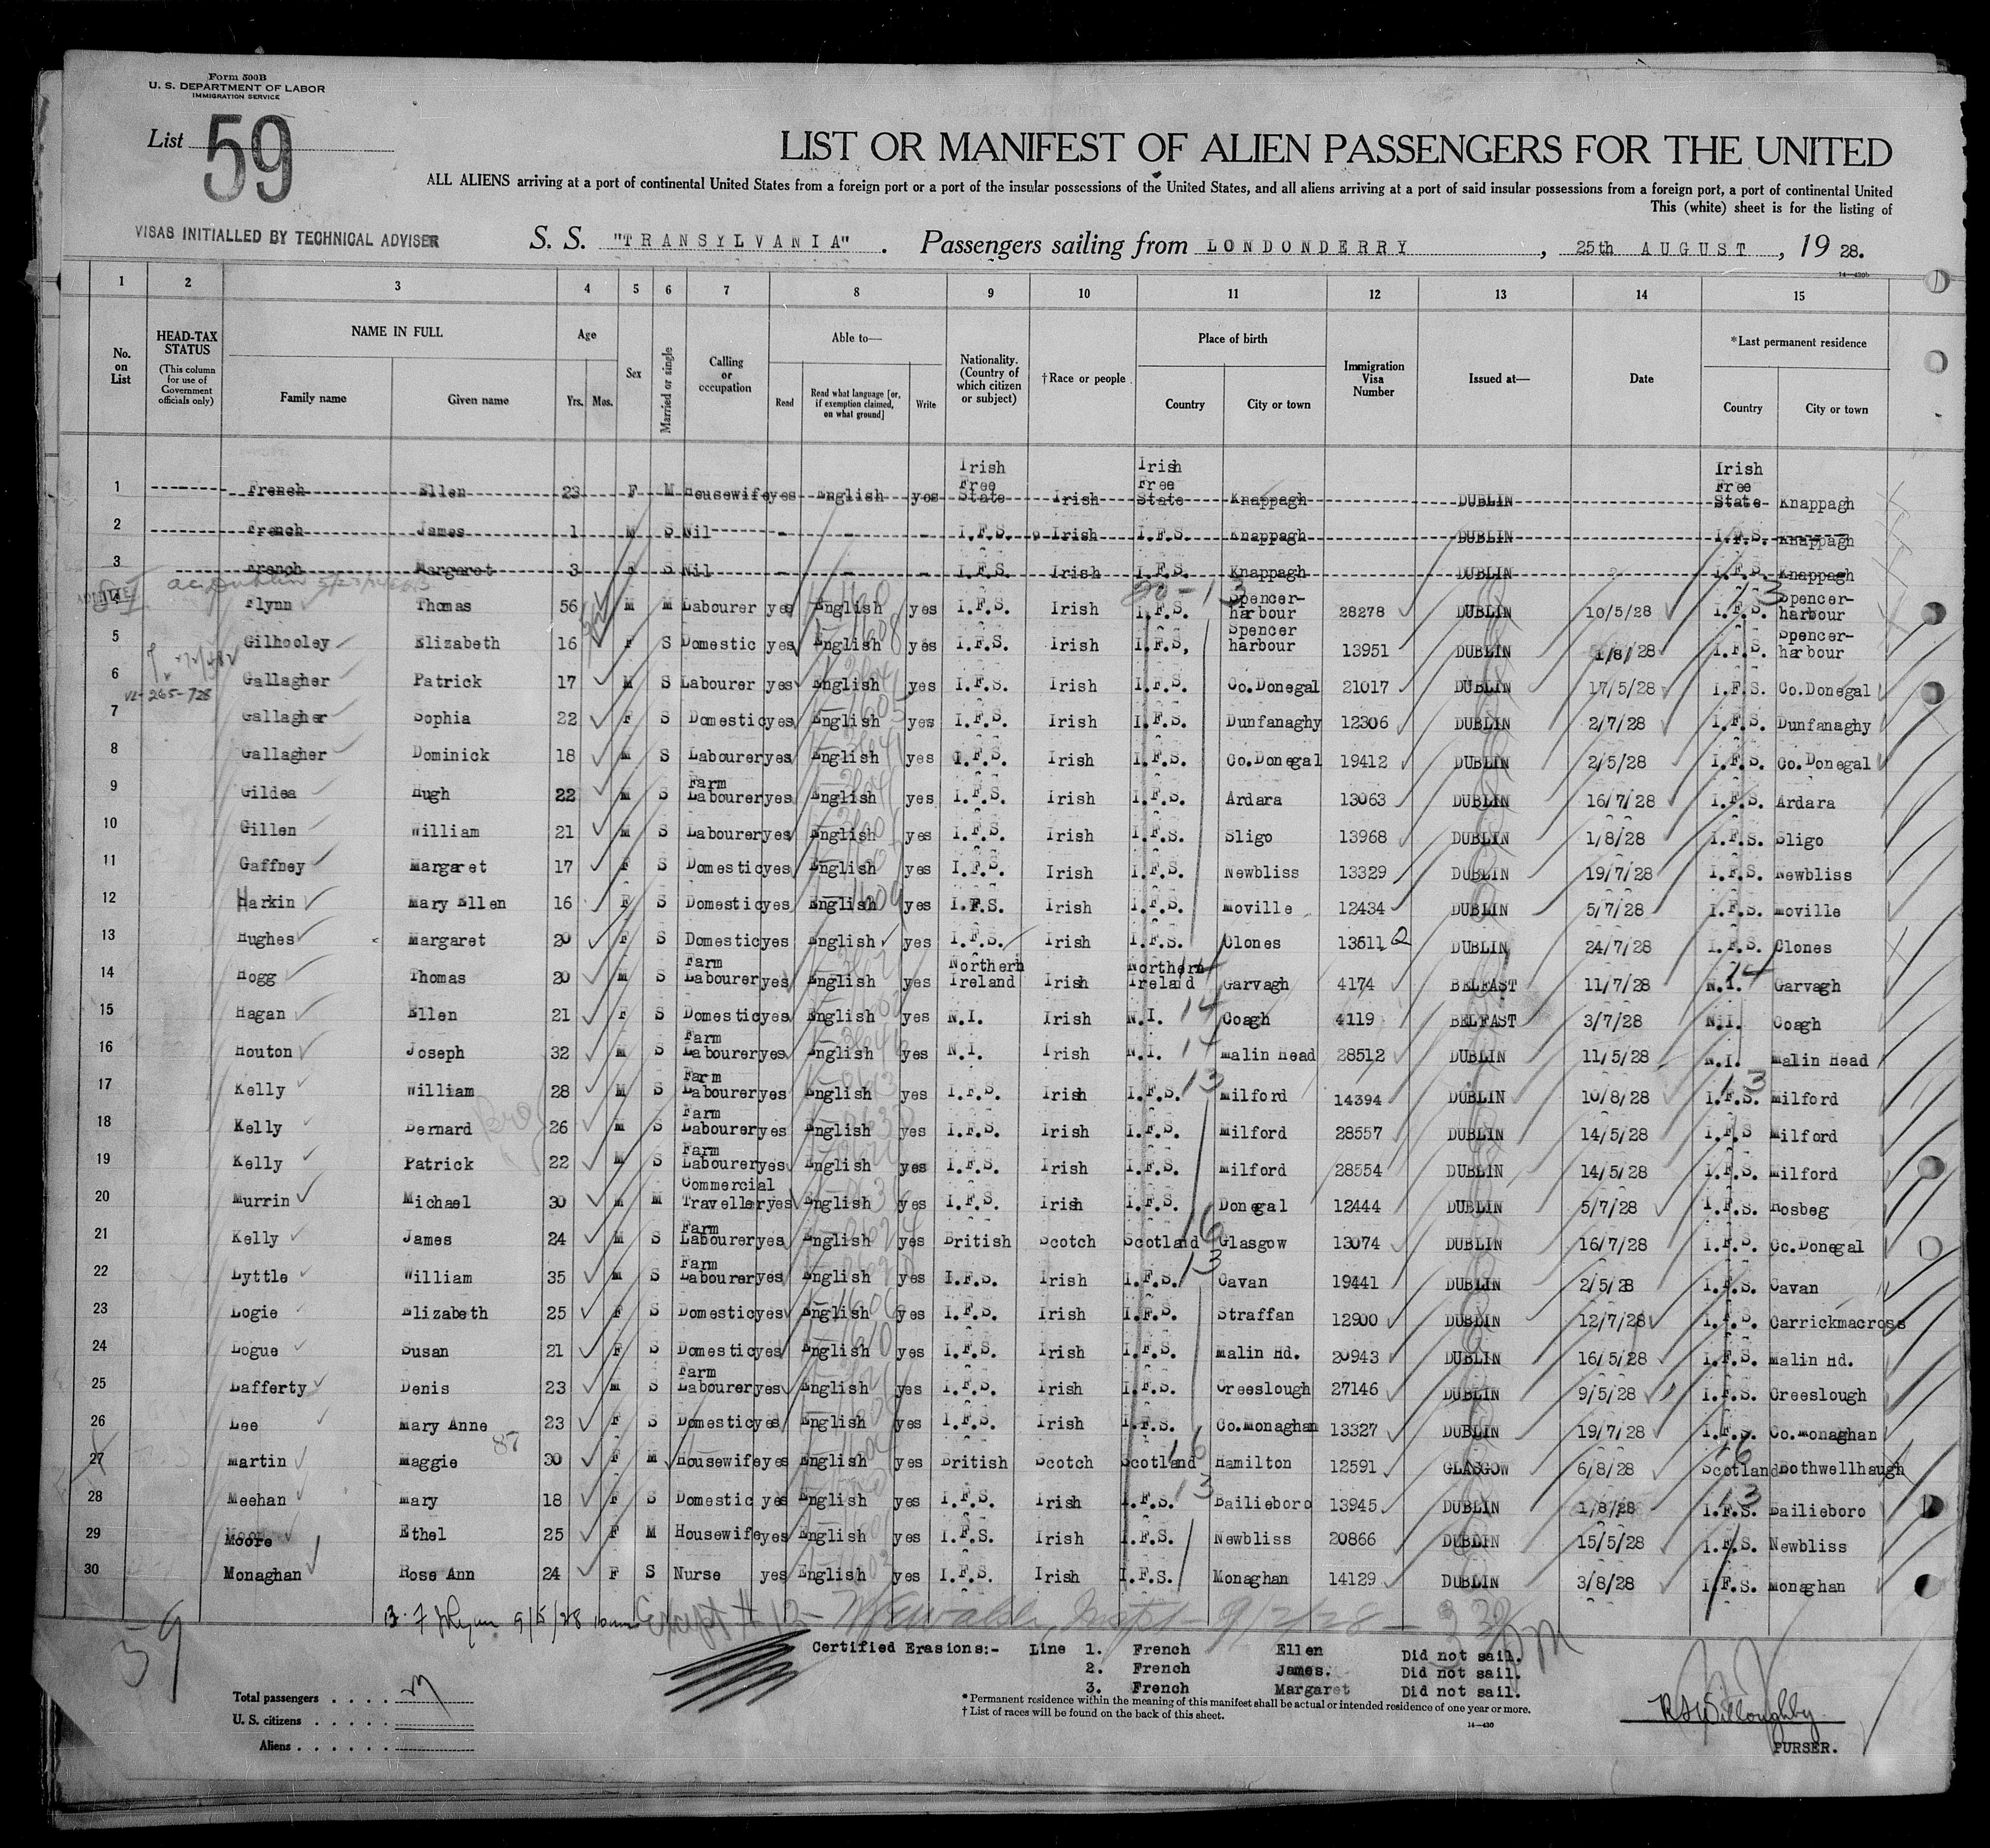 Form 500B
U. S. DEPARTMENT OF LABOR
IMMIGRATION SERVICE
List 59
LIST OR MANIFEST OF ALIEN PASSENGERS FOR THE UNITED
ALL ALIENS arriving at a port of continental United States from a foreign port or a port of the insular possessions of the United States, and all aliens arriving at a port of said insular possessions from a foreign port, a port of continental United
This (white) sheet is for the listing of
VISAS INITIALLED BY TECHNICAL ADVISER
S. S. "TRANSYLVANIA". Passengers sailing from LONDONDERRY, 25th AUGUST, 1928.
14—430b
1 2 3 4 5 6 7 8 9 10 11 12 13 14 15
No. on List
HEAD-TAX STATUS (This column for use of Government officials only)
NAME IN FULL
Family name Given name
Age
Yrs. Mos.
Sex
Married or single
Calling or occupation
Able to—
Read
Read what language [or, if exemption claimed, on what ground]
Write
Nationality. (Country of which citizen or subject)
†Race or people
Place of birth
Country City or town
Immigration Visa Number
Issued at—
Date
*Last permanent residence
Country City or town
1 French Ellen 23 F M Housewife yes English yes Irish Free State Irish Irish Free State Knappagh DUBLIN Irish Free State Knappagh
2 French James 1 M S Nil - - - I.F.S. Irish I.F.S. Knappagh DUBLIN I.F.S. Knappagh
3 French Margaret 3 F S Nil - - - I.F.S. Irish I.F.S. Knappagh DUBLIN I.F.S. Knappagh
4 Flynn Thomas 56 M M Labourer yes English yes I.F.S. Irish I.F.S. Spencer-harbour 28278 DUBLIN 10/5/28 I.F.S. Spencer-harbour
5 Gilhooley Elizabeth 16 F S Domestic yes English yes I.F.S. Irish I.F.S, Spencer harbour 13951 DUBLIN 1/8/28 I.F.S. Spencer-harbour
6 Gallagher Patrick 17 M S Labourer yes English yes I.F.S. Irish I.F.S. Co.Donegal 21017 DUBLIN 17/5/28 I.F.S. Co.Donegal
7 Gallagher Sophia 22 F S Domestic yes English yes I.F.S. Irish I.F.S. Dunfanaghy 12306 DUBLIN 2/7/28 I.F.S. Dunfanaghy
8 Gallagher Dominick 18 M S Labourer yes English yes I.F.S. Irish I.F.S. Co.Donegal 19412 DUBLIN 2/5/28 I.F.S. Co.Donegal
9 Gildea Hugh 22 M S Farm Labourer yes English yes I.F.S. Irish I.F.S. Ardara 13063 DUBLIN 16/7/28 I.F.S. Ardara
10 Gillen William 21 M S Labourer yes English yes I.F.S. Irish I.F.S. Sligo 13968 DUBLIN 1/8/28 I.F.S. Sligo
11 Gaffney Margaret 17 F S Domestic yes English yes I.F.S. Irish I.F.S. Newbliss 13329 DUBLIN 19/7/28 I.F.S. Newbliss
12 Harkin Mary Ellen 16 F S Domestic yes English yes I.F.S. Irish I.F.S. Moville 12434 DUBLIN 5/7/28 I.F.S. Moville
13 Hughes Margaret 20 F S Domestic yes English yes I.F.S. Irish I.F.S. Clones 13511 2 DUBLIN 24/7/28 I.F.S. Clones
14 Hogg Thomas 20 M S Farm Labourer yes English yes Northern Ireland Irish Northern Ireland Garvagh 4174 BELFAST 11/7/28 N.I. Garvagh
15 Hagan Ellen 21 F S Domestic yes English yes N.I. Irish N.I. Coagh 4119 BELFAST 3/7/28 N.I. Coagh
16 Houton Joseph 32 M S Farm Labourer yes English yes N.I. Irish N.I. Malin Head 28512 DUBLIN 11/5/28 N.I. Malin Head
17 Kelly William 28 M S Farm Labourer yes English yes I.F.S. Irish I.F.S. Milford 14394 DUBLIN 10/8/28 I.F.S. Milford
18 Kelly Bernard 26 M S Farm Labourer yes English yes I.F.S. Irish I.F.S. Milford 28557 DUBLIN 14/5/28 I.F.S Milford
19 Kelly Patrick 22 M S Farm Labourer yes English yes I.F.S. Irish I.F.S. Milford 28554 DUBLIN 14/5/28 I.F.S. Milford
20 Murrin Michael 30 M M Commercial Traveller yes English yes I.F.S. Irish I.F.S. Donegal 12444 DUBLIN 5/7/28 I.F.S. Rosbeg
21 Kelly James 24 M S Farm Labourer yes English yes British Scotch Scotland Glasgow 13074 DUBLIN 16/7/28 I.F.S. Co.Donegal
22 Lyttle William 35 M S Farm Labourer yes English yes I.F.S. Irish I.F.S. Cavan 19441 DUBLIN 2/5/28 I.F.S. Cavan
23 Logie Elizabeth 25 F S Domestic yes English yes I.F.S. Irish I.F.S. Straffan 12900 DUBLIN 12/7/28 I.F.S. Carrickmacross
24 Logue Susan 21 F S Domestic yes English yes I.F.S. Irish I.F.S. Malin Hd. 20943 DUBLIN 16/5/28 I.F.S. Malin Hd.
25 Lafferty Denis 23 M S Farm Labourer yes English yes I.F.S. Irish I.F.S. Creeslough 27146 DUBLIN 9/5/28 I.F.S. Creeslough
26 Lee Mary Anne 23 F S Domestic yes English yes I.F.S. Irish I.F.S. Co.Monaghan 13327 DUBLIN 19/7/28 I.F.S. Co.Monaghan
27 Martin Maggie 30 F M Housewife yes English yes British Scotch Scotland Hamilton 12591 GLASGOW 6/8/28 Scotland Bothwellhaugh
28 Meehan Mary 18 F S Domestic yes English yes I.F.S. Irish I.F.S. Bailieboro 13945 DUBLIN 1/8/28 I.F.S. Bailieboro
29 Moore Ethel 25 F M Housewife yes English yes I.F.S. Irish I.F.S. Newbliss 20866 DUBLIN 15/5/28 I.F.S. Newbliss
30 Monaghan Rose Ann 24 F S Nurse yes English yes I.F.S. Irish I.F.S. Monaghan 14129 DUBLIN 3/8/28 I.F.S. Monaghan
Except # 12
59
Certified Erasions:- Line 1. French Ellen Did not sail.
2. French James. Did not sail.
3. French Margaret Did not sail.
*Permanent residence within the meaning of this manifest shall be actual or intended residence of one year or more.
† List of races will be found on the back of this sheet.
14—430
Total passengers
U. S. citizens
Aliens
Willoughby
PURSER.